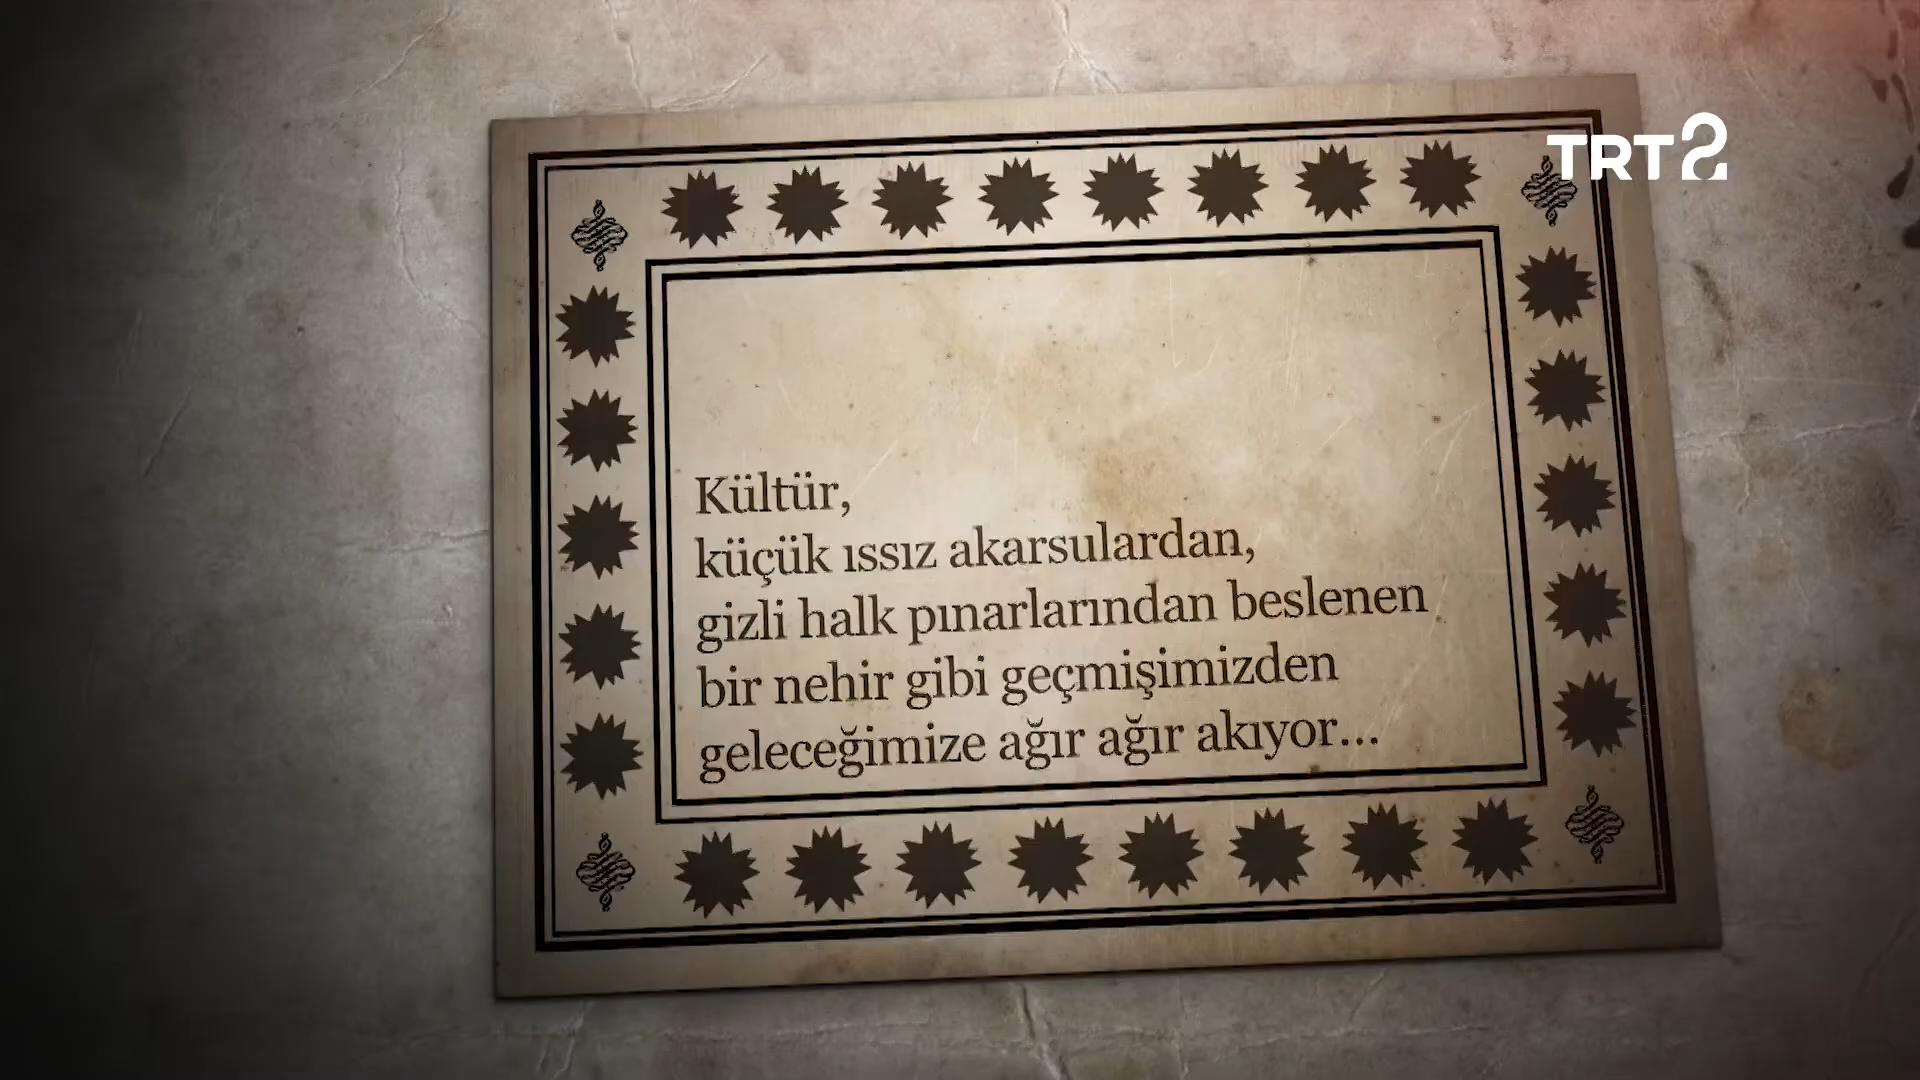 TRT2
Kültür,
küçük ıssız akarsulardan,
gizli halk pınarlarından beslenen
bir nehir gibi geçmişimizden
geleceğimize ağır ağır akıyor...